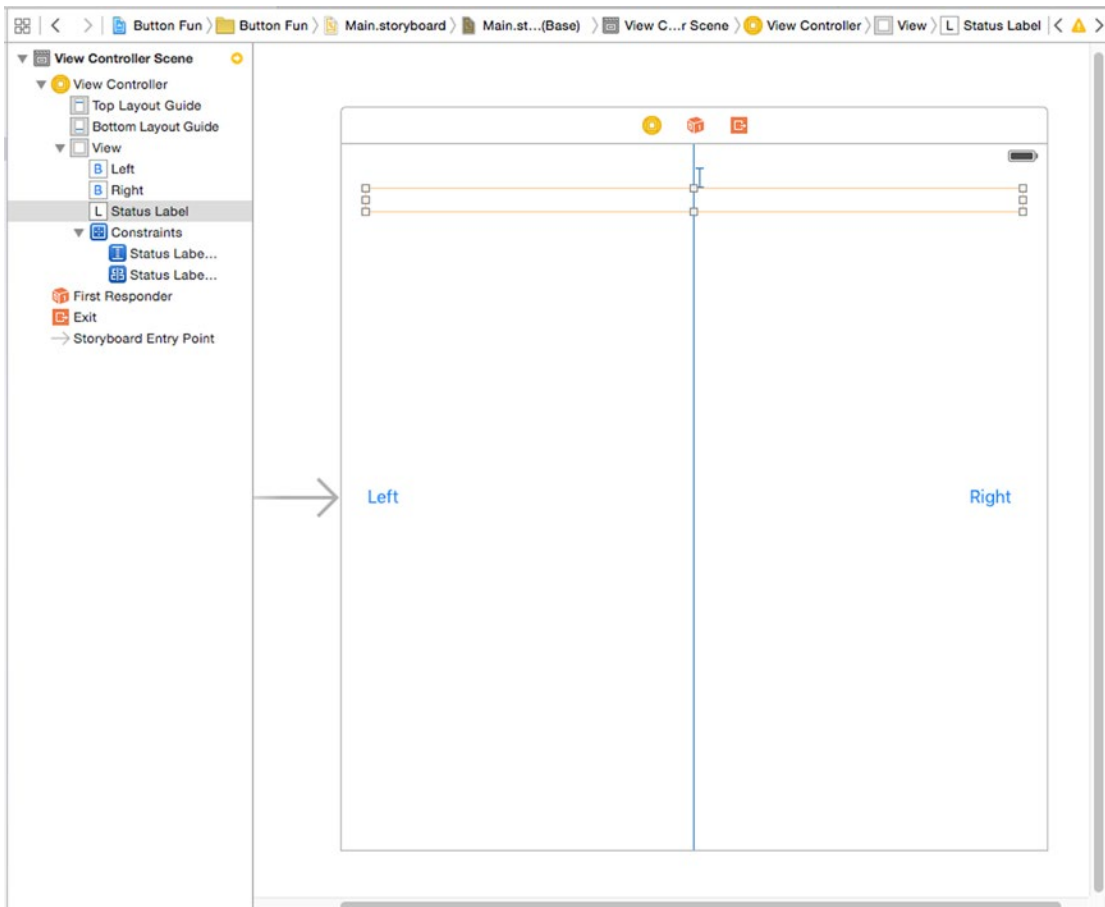 Button Fun Button Fun Main.storyboard Main.st...(Base) View C...r Scene View Controller View L Status Label
View Controller Scene
View Controller
Top Layout Guide
Bottom Layout Guide
View
B Left
B Right
L Status Label
Constraints
Status Labe...
Status Labe...
First Responder
Exit
Storyboard Entry Point
Left
Right